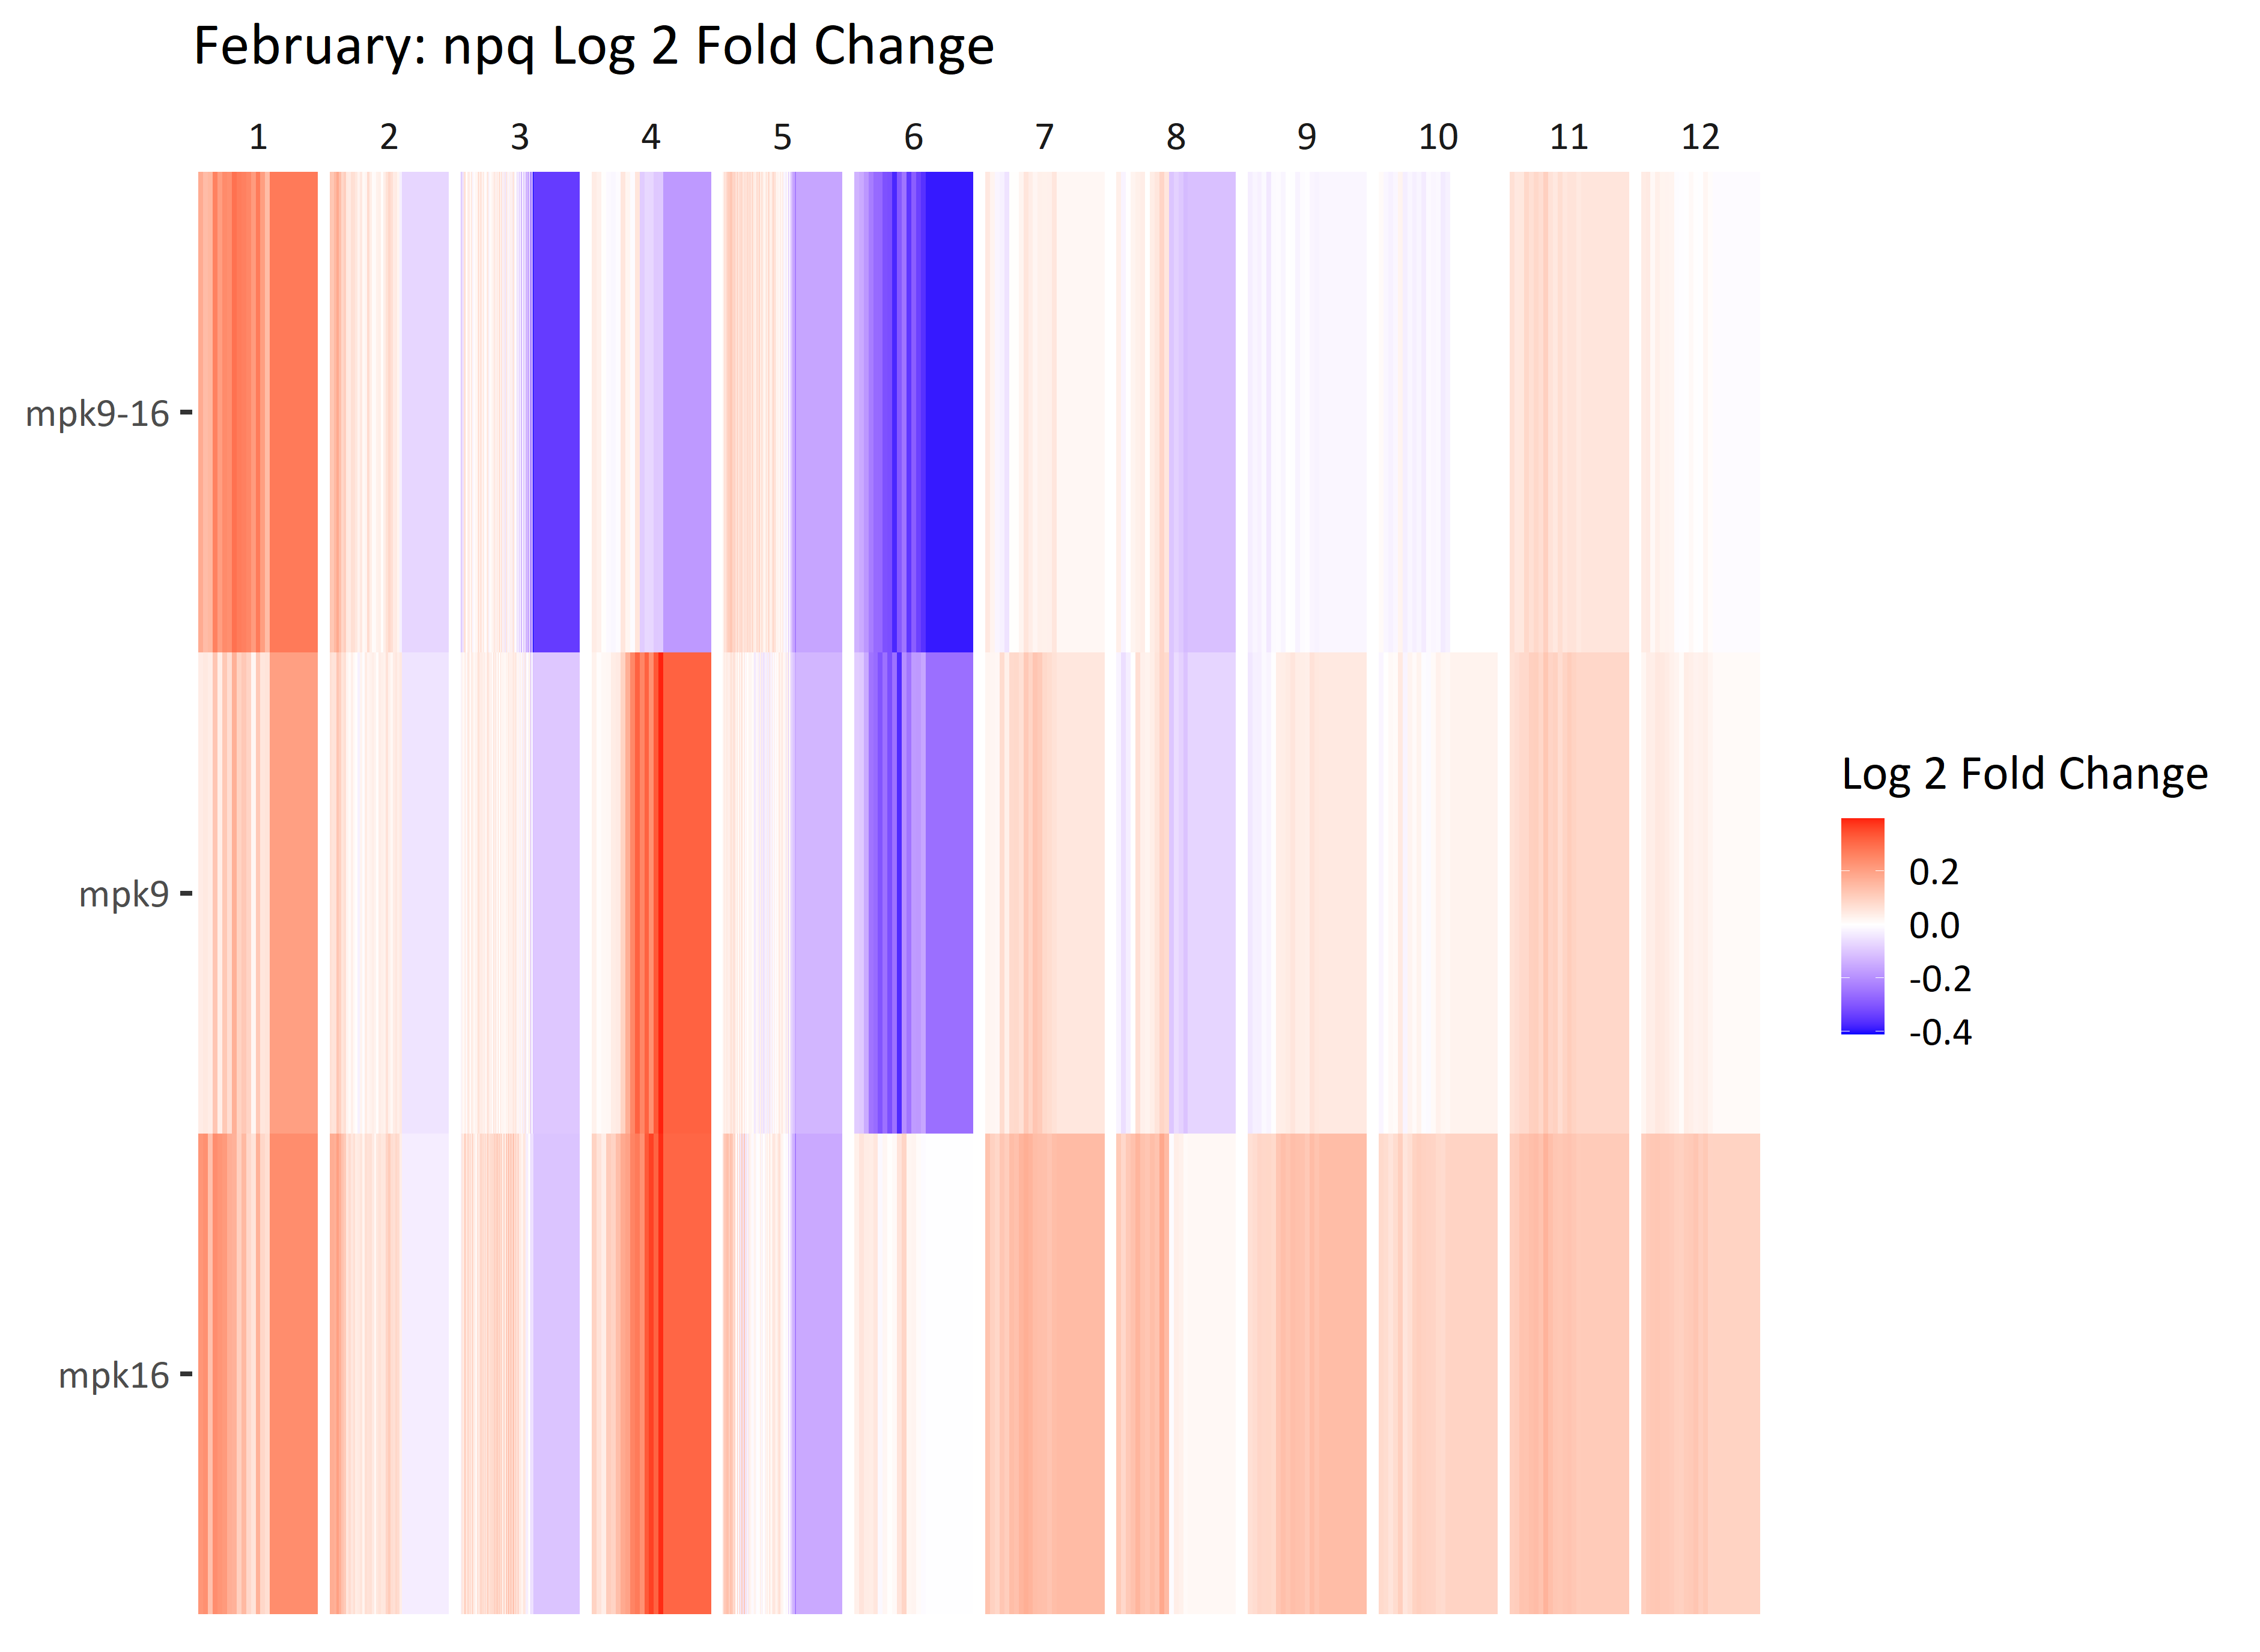 February: npq Log 2 Fold Change
1 2 3 4 5 6 7 8 9 10 11 12
mpk9-16
mpk9
mpk16
Log 2 Fold Change
0.2
0.0
-0.2
-0.4